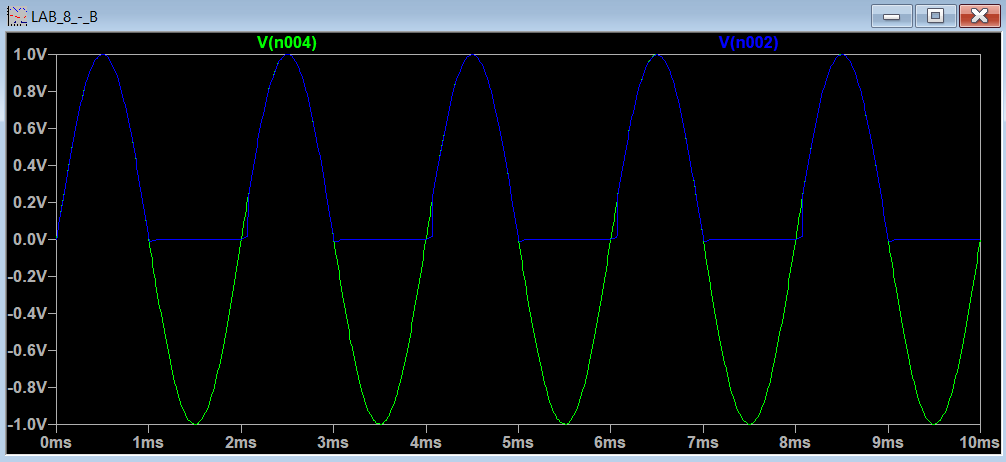 LAB_8_-_B
V(n004) V(n002)
1.0V
0.8V
0.6V
0.4V
0.2V
0.0V
-0.2V
-0.4V
-0.6V
-0.8V
-1.0V
0ms 1ms 2ms 3ms 4ms 5ms 6ms 7ms 8ms 9ms 10ms